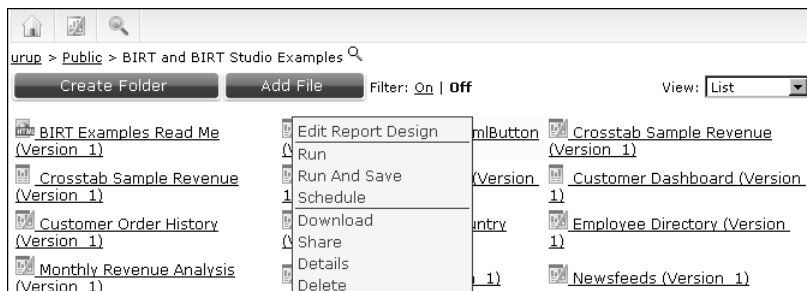 urup > Public > BIRT and BIRT Studio Examples
Create Folder Add File Filter: On | Off View: List
BIRT Examples Read Me (Version 1)
Edit Report Design
Run
Run And Save
Schedule
Download
Share
Details
Delete
mlButton
Crosstab Sample Revenue
(Version 1)
Crosstab Sample Revenue
(Version 1)
(Version
1)
Customer Dashboard (Version
1)
Customer Order History
(Version 1)
ntry
Employee Directory (Version
1)
Monthly Revenue Analysis
(Version 1)
1)
Newsfeeds (Version 1)